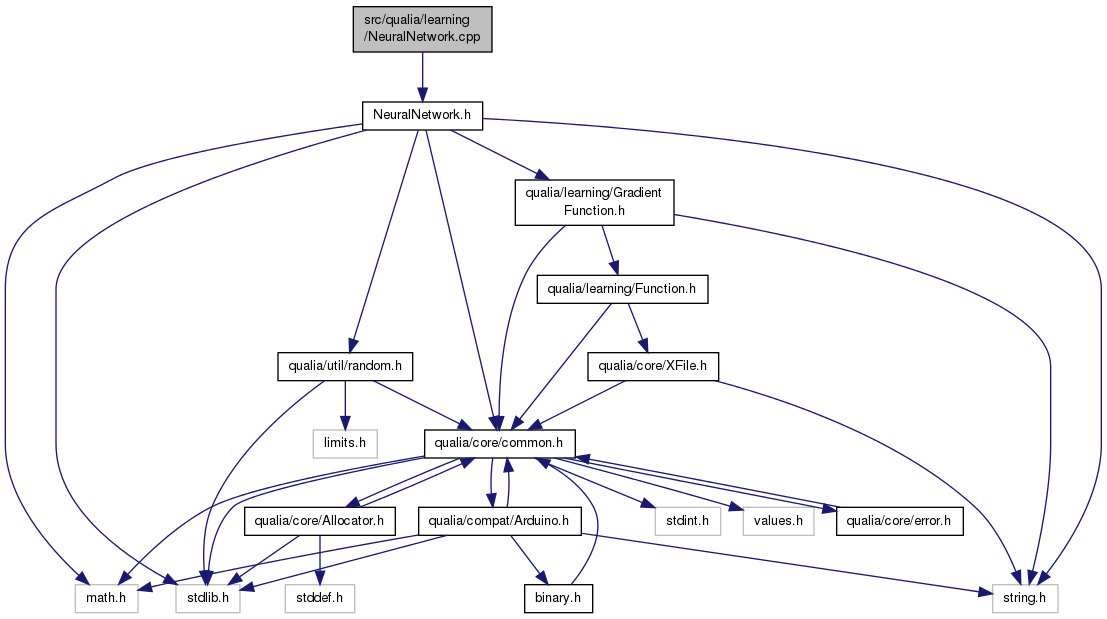 src/qualia/learning
/NeuralNetwork.cpp
NeuralNetwork.h
qualia/learning/Gradient
Function.h
qualia/learning/Function.h
qualia/util/random.h
qualia/core/XFile.h
limits.h
qualia/core/common.h
qualia/core/Allocator.h
qualia/compat/Arduino.h
stdint.h
values.h
qualia/core/error.h
math.h
stdlib.h
stddef.h
binary.h
string.h